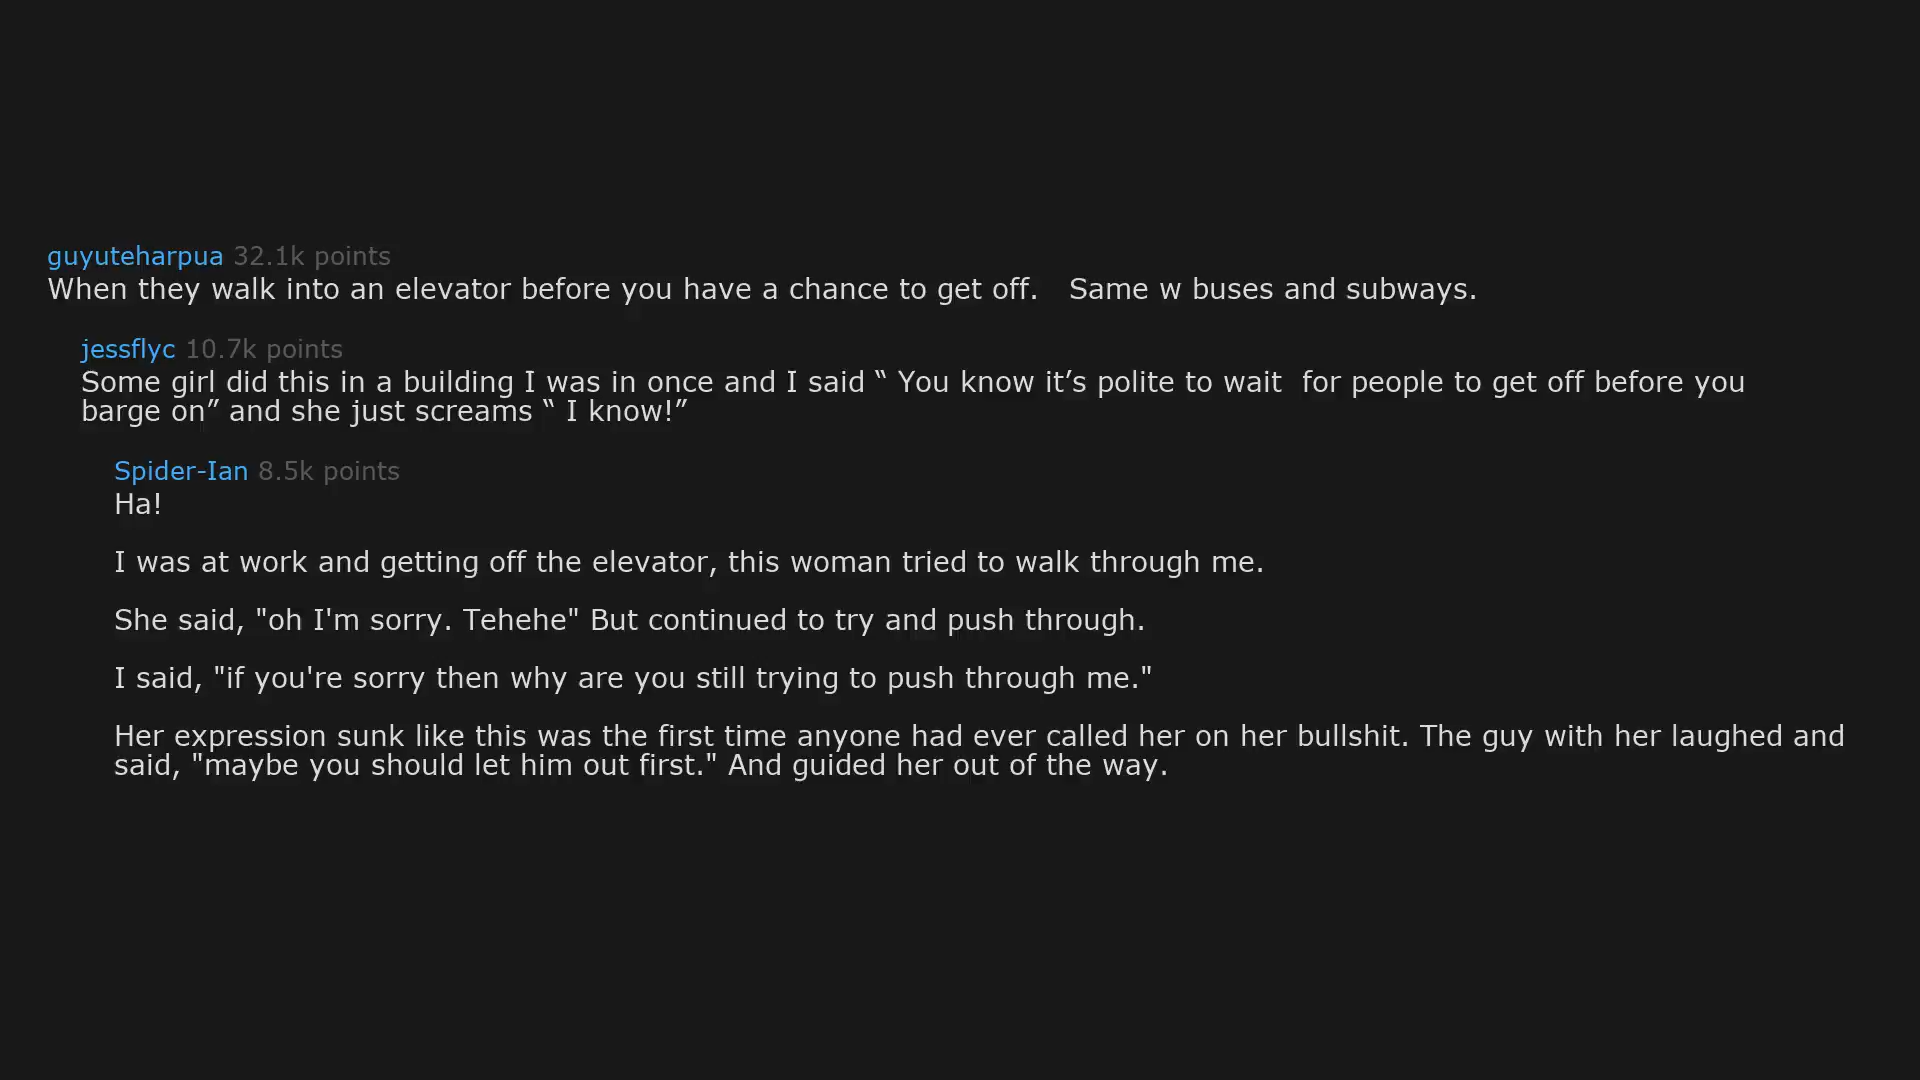 guyuteharpua 32.1k points
When they walk into an elevator before you have a chance to get off.   Same w buses and subways.
jessflyc 10.7k points
Some girl did this in a building I was in once and I said “ You know it’s polite to wait  for people to get off before you
barge on” and she just screams “ I know!”
Spider-Ian 8.5k points
Ha!
I was at work and getting off the elevator, this woman tried to walk through me.
She said, "oh I'm sorry. Tehehe" But continued to try and push through.
I said, "if you're sorry then why are you still trying to push through me."
Her expression sunk like this was the first time anyone had ever called her on her bullshit. The guy with her laughed and
said, "maybe you should let him out first." And guided her out of the way.